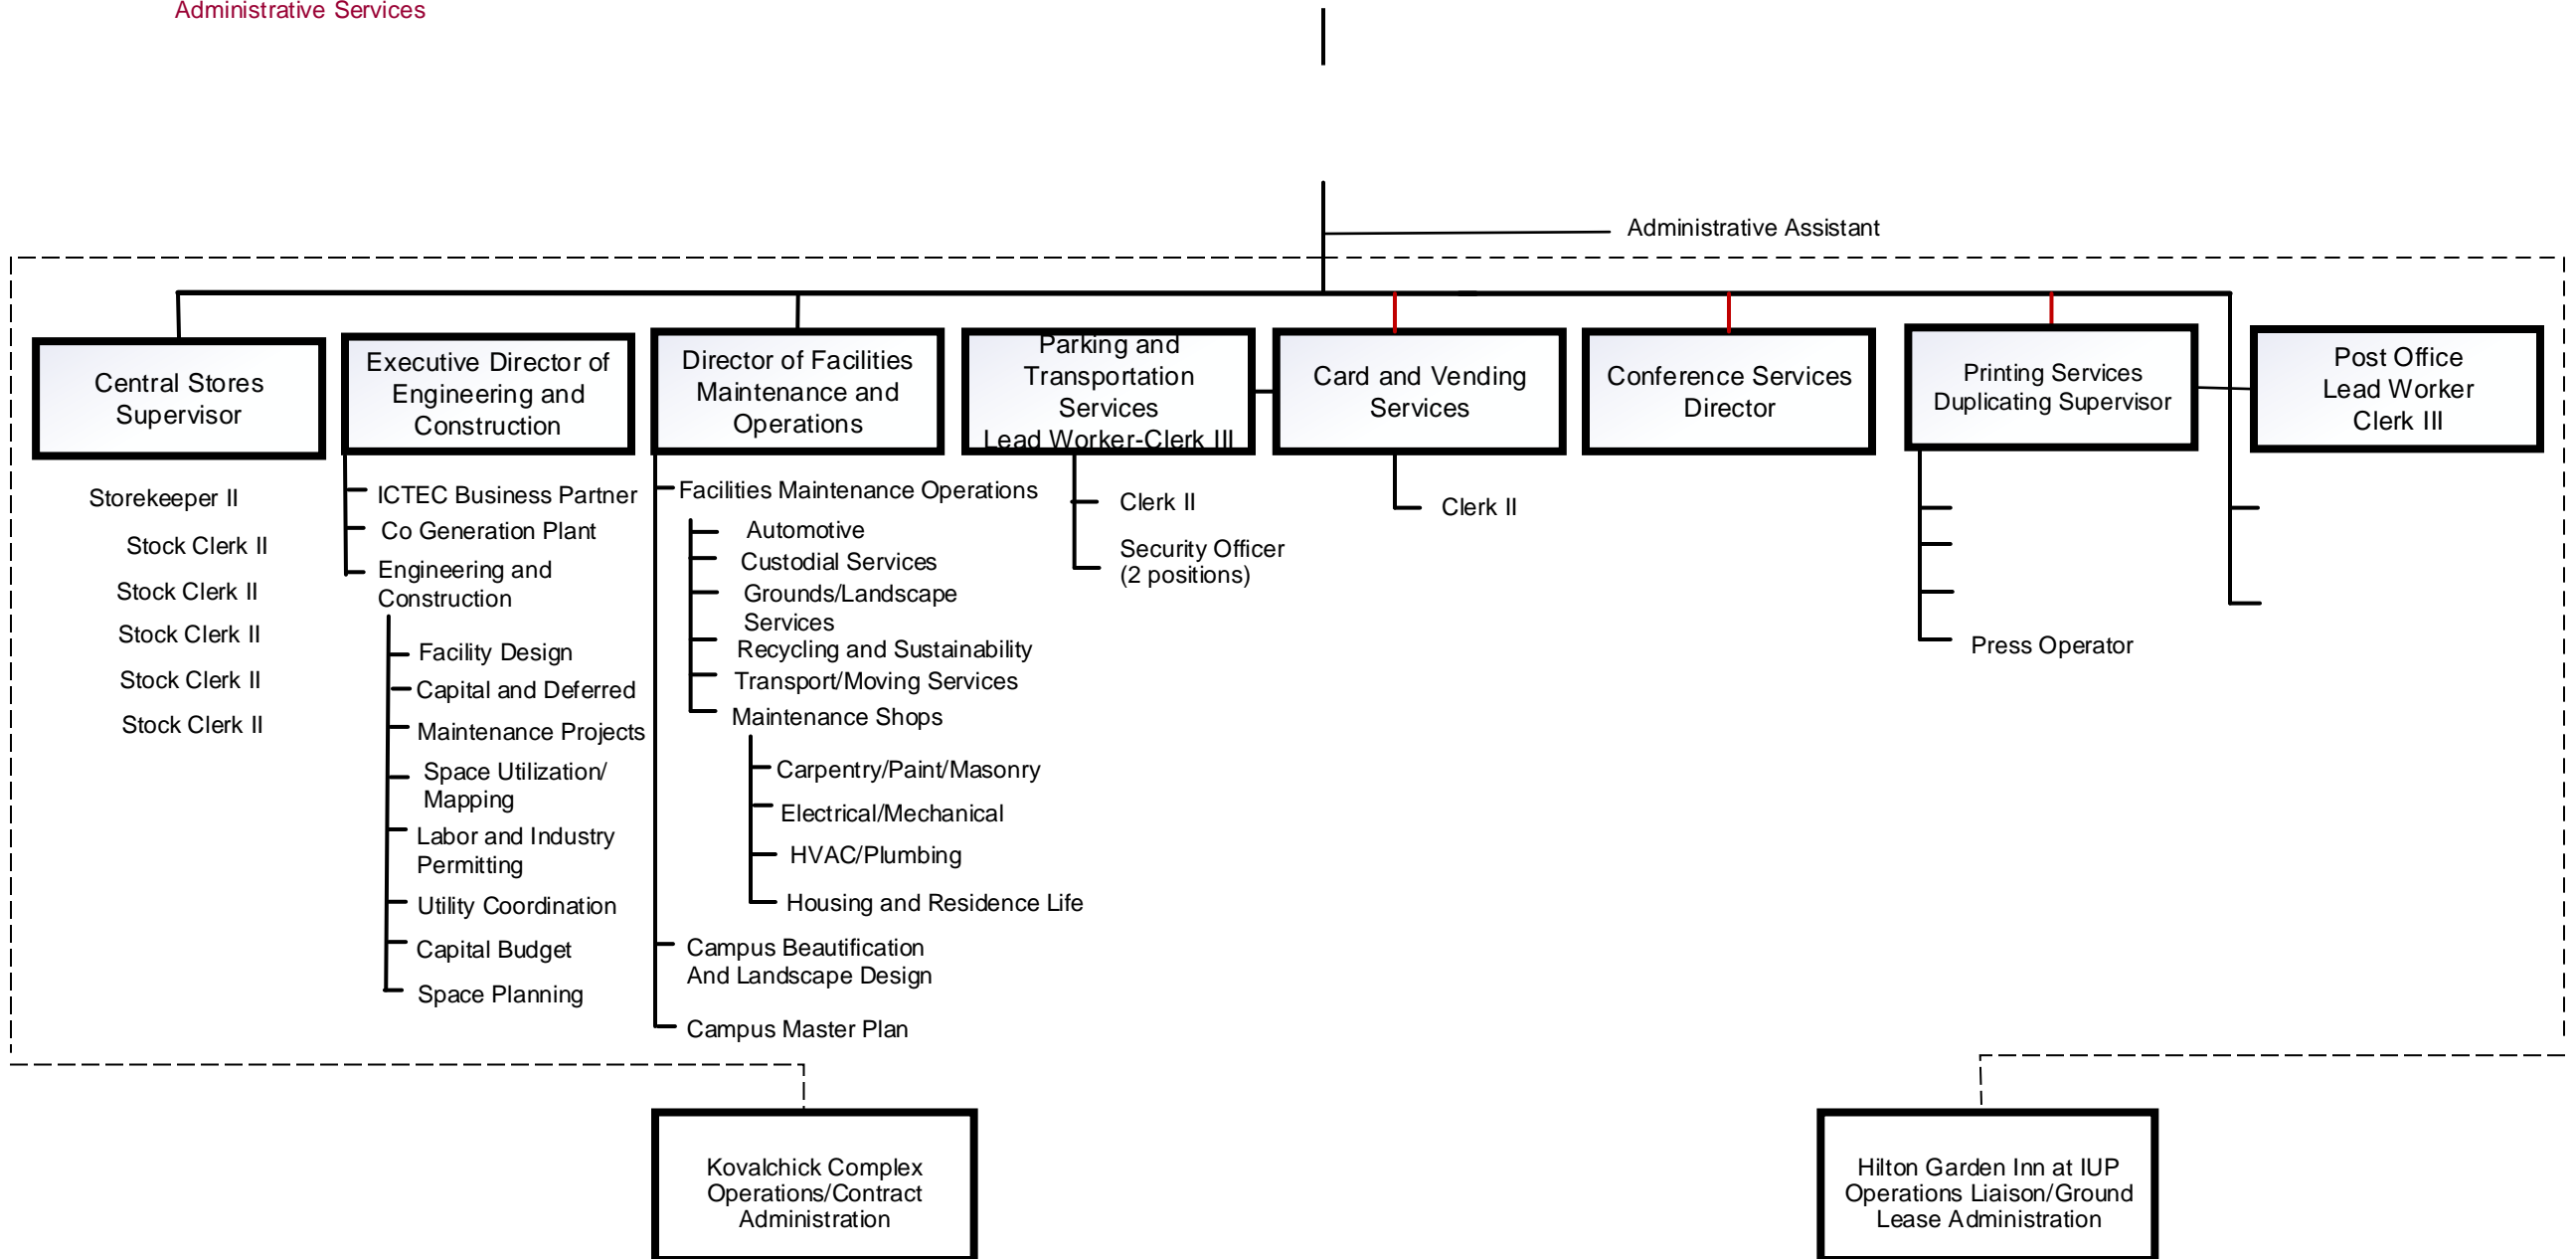 Administrative Services
Administrative Assistant
Central Stores
Supervisor
Executive Director of
Engineering and
Construction
Director of Facilities
Maintenance and
Operations
Parking and
Transportation
Services
Lead Worker-Clerk III
Card and Vending
Services
Conference Services
Director
Printing Services
Duplicating Supervisor
Post Office
Lead Worker
Clerk III
Storekeeper II
Stock Clerk II
Stock Clerk II
Stock Clerk II
Stock Clerk II
Stock Clerk II
ICTEC Business Partner
Co Generation Plant
Engineering and
Construction
Facility Design
Capital and Deferred
Maintenance Projects
Space Utilization/
Mapping
Labor and Industry
Permitting
Utility Coordination
Capital Budget
Space Planning
Facilities Maintenance Operations
Automotive
Custodial Services
Grounds/Landscape
Services
Recycling and Sustainability
Transport/Moving Services
Maintenance Shops
Carpentry/Paint/Masonry
Electrical/Mechanical
HVAC/Plumbing
Housing and Residence Life
Campus Beautification
And Landscape Design
Campus Master Plan
Clerk II
Security Officer
(2 positions)
Clerk II
Press Operator
Kovalchick Complex
Operations/Contract
Administration
Hilton Garden Inn at IUP
Operations Liaison/Ground
Lease Administration